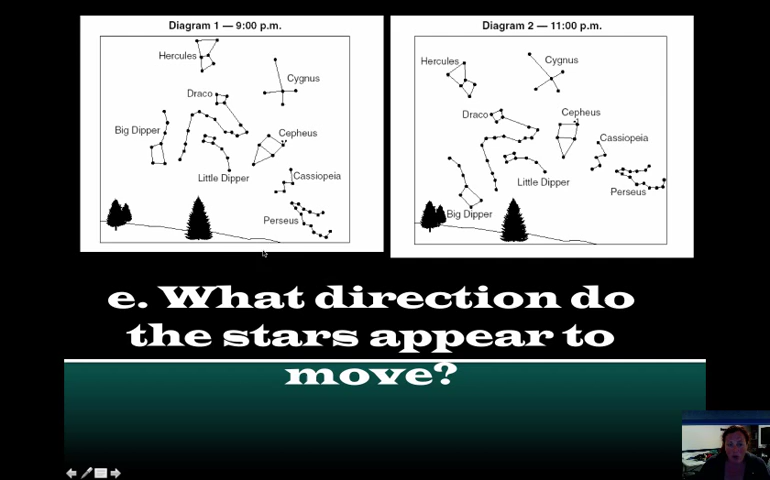 Diagram 1 — 9:00 p.m.
Hercules
Cygnus
Draco
Big Dipper
Cepheus
Little Dipper
Cassiopeia
Perseus
Diagram 2 — 11:00 p.m.
Hercules
Cygnus
Draco
Cepheus
Cassiopeia
Little Dipper
Perseus
Big Dipper
e. What direction do
the stars appear to
move?